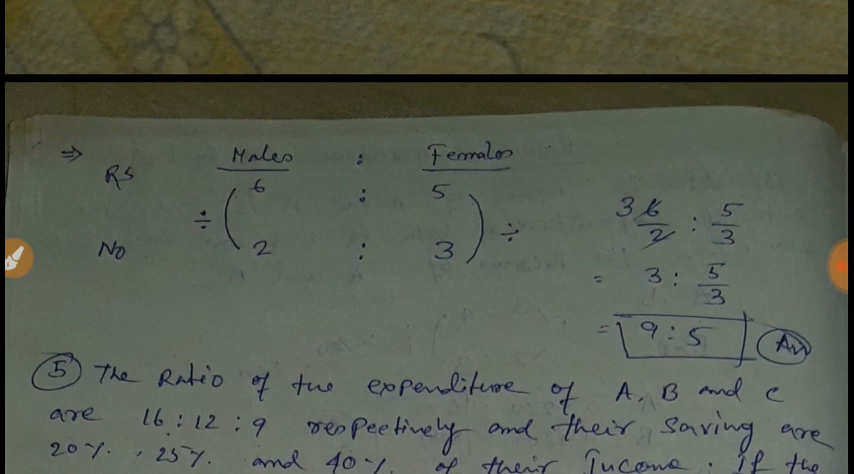 ⇒ Males : Females
RS 6 : 5
÷ ( ) ÷
No 2 : 3
3 6/2 : 5/3
= 3 : 5/3
= 9 : 5 Ans
5 The Ratio of the expenditure of A, B and C
are 16 : 12 : 9 respectively and their Saving are
20% , 25% and 40% of their Income. If the